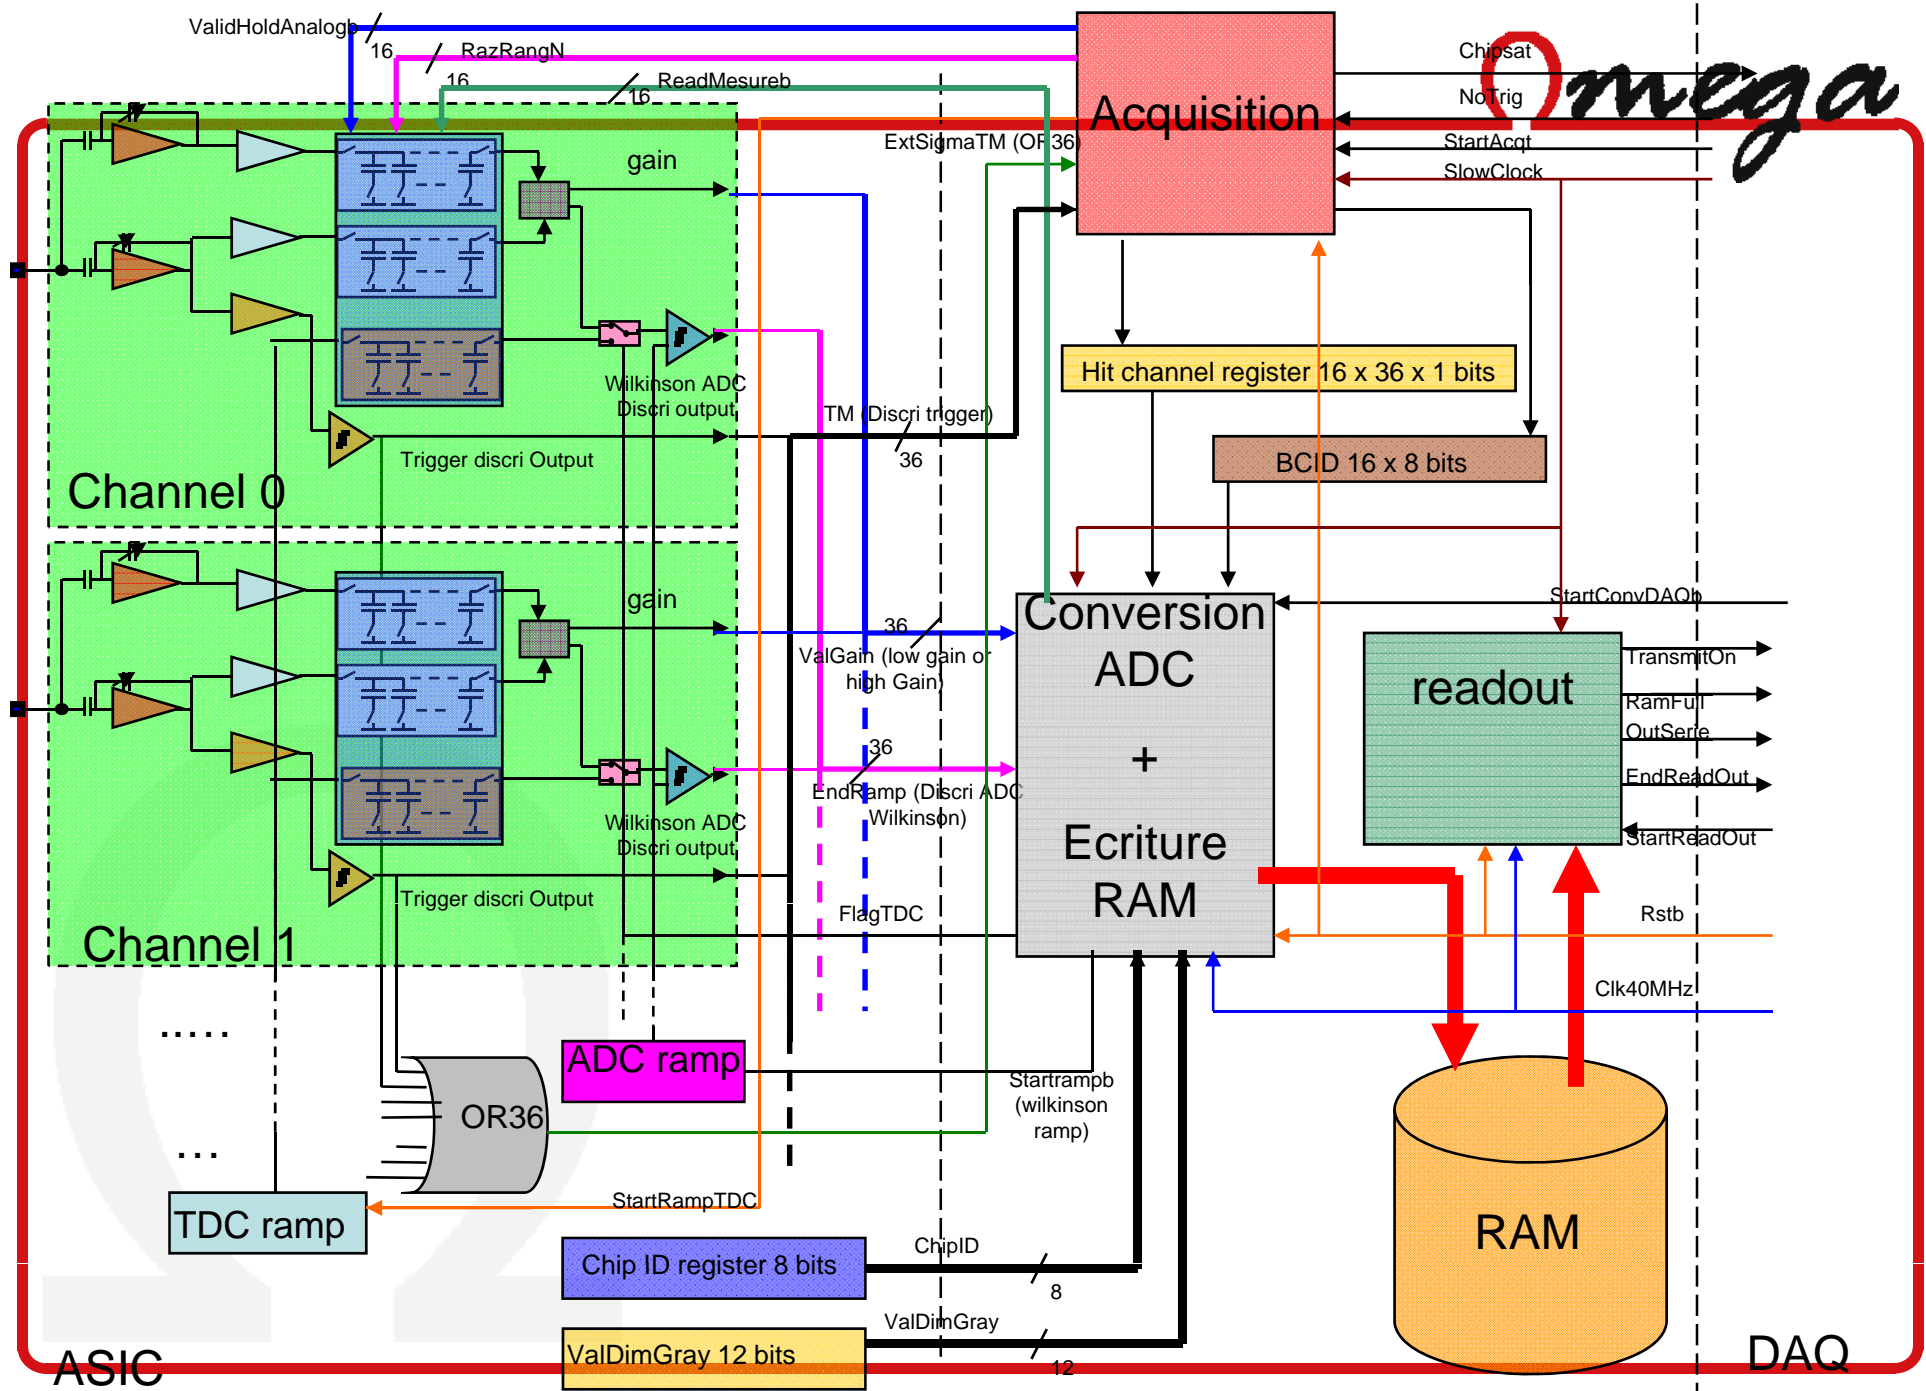 ValidHoldAnalogb
16
RazRangN
16
ReadMesureb
16
Acquisition
Chipsat
NoTrig
StartAcqt
SlowClock
Omega
ExtSigmaTM (OR36)
gain
Wilkinson ADC
Discri output
TM (Discri trigger)
36
Trigger discri Output
Channel 0
Hit channel register 16 x 36 x 1 bits
BCID 16 x 8 bits
gain
36
ValGain (low gain or
high Gain)
36
EndRamp (Discri ADC
Wilkinson)
Wilkinson ADC
Discri output
Trigger discri Output
Channel 1
FlagTDC
Conversion
ADC
+
Ecriture
RAM
StartConvDAQb
readout
TransmitOn
RamFull
OutSerie
EndReadOut
StartReadOut
Rstb
Clk40MHz
.....
ADC ramp
Startrampb
(wilkinson
ramp)
OR36
...
TDC ramp
StartRampTDC
RAM
Chip ID register 8 bits
ChipID
8
ValDimGray 12 bits
ValDimGray
12
ASIC
DAQ